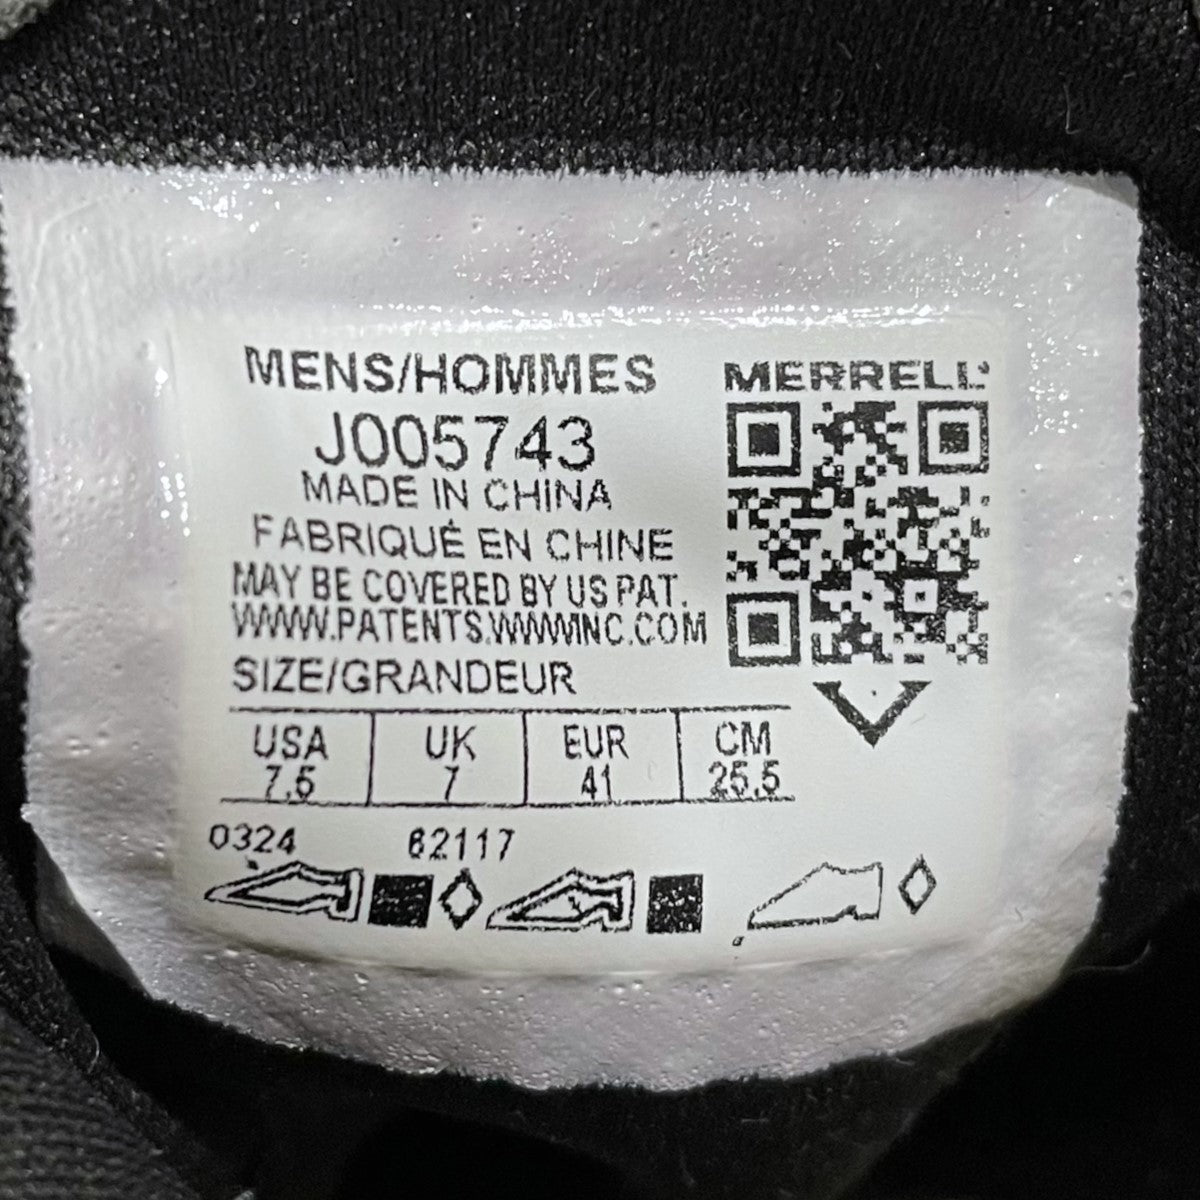 MENS/HOMMES
J005743
MADE IN CHINA
FABRIQUÉ EN CHINE
MAY BE COVERED BY US PAT.
WWW.PATENTS.WWWINC.COM
SIZE/GRANDEUR
USA UK EUR CM
7.5 7 41 25.5
0324 62117
MERRELL